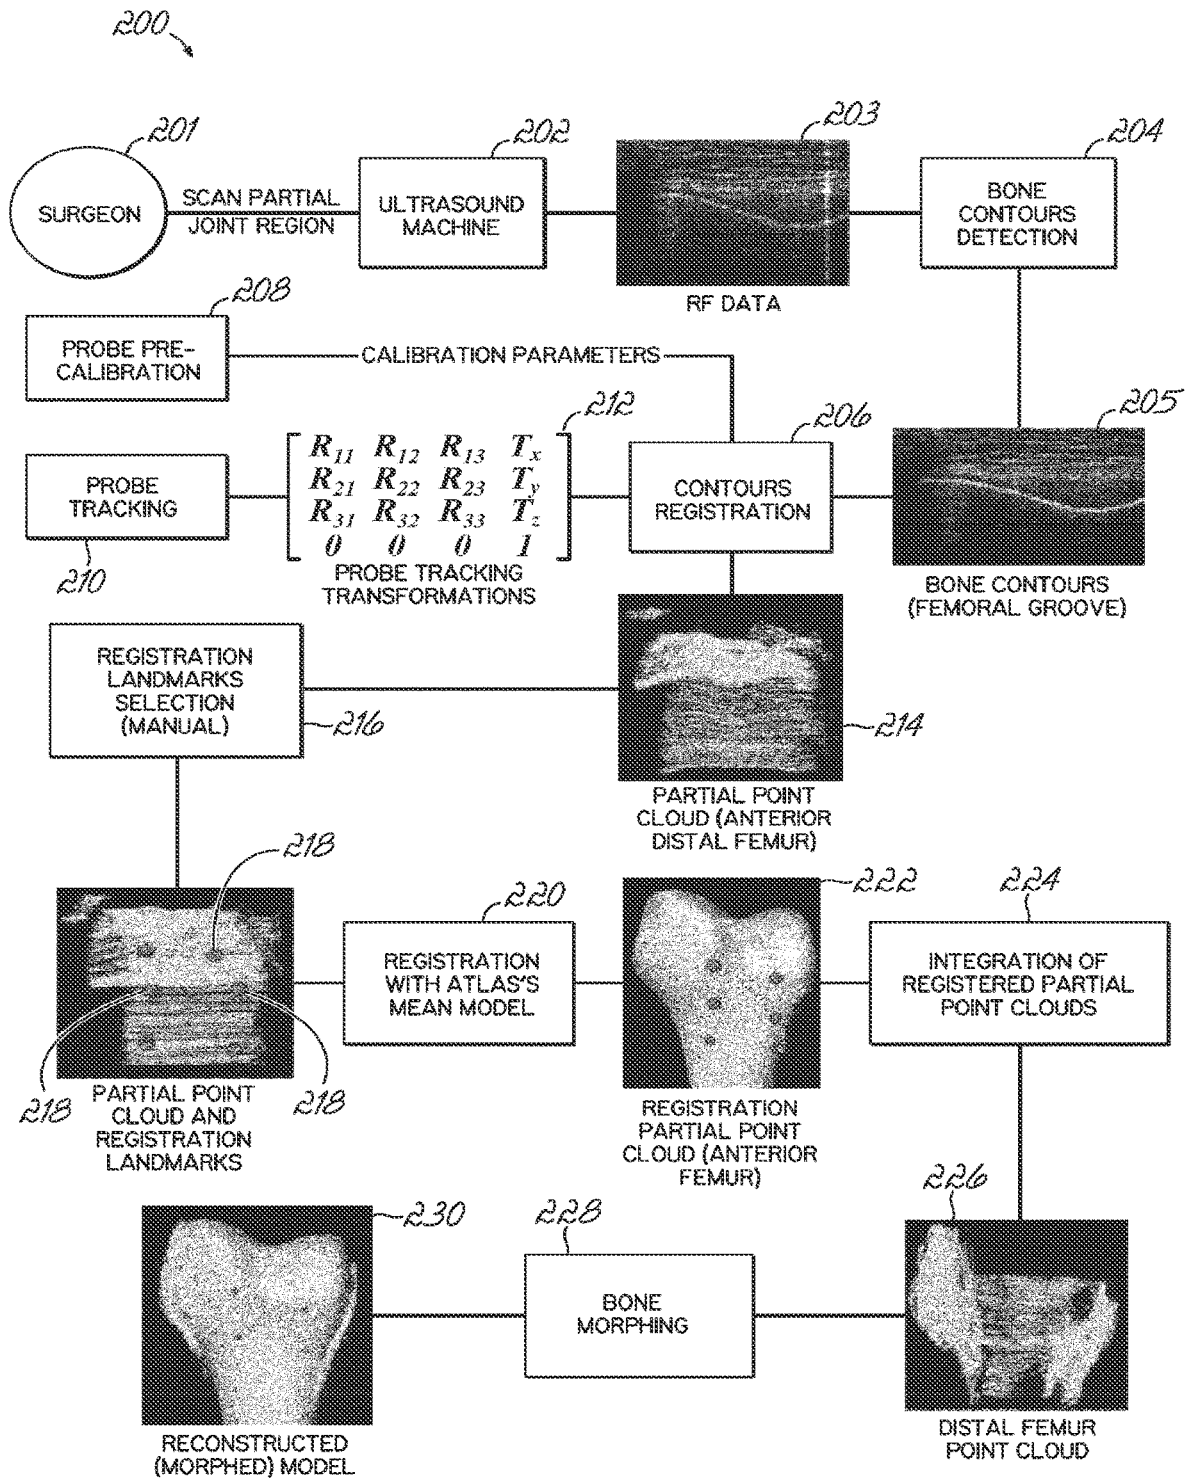 200
201
202
203
204
SURGEON
SCAN PARTIAL
JOINT REGION
ULTRASOUND
MACHINE
RF DATA
BONE
CONTOURS
DETECTION
208
PROBE PRE-
CALIBRATION
CALIBRATION PARAMETERS
210
PROBE
TRACKING
212
R11 R12 R13 Tx
R21 R22 R23 Ty
R31 R32 R33 Tz
0 0 0 1
PROBE TRACKING
TRANSFORMATIONS
206
CONTOURS
REGISTRATION
205
BONE CONTOURS
(FEMORAL GROOVE)
REGISTRATION
LANDMARKS
SELECTION
(MANUAL)
216
214
PARTIAL POINT
CLOUD (ANTERIOR
DISTAL FEMUR)
218
218
218
PARTIAL POINT
CLOUD AND
REGISTRATION
LANDMARKS
220
REGISTRATION
WITH ATLAS'S
MEAN MODEL
222
REGISTRATION
PARTIAL POINT
CLOUD (ANTERIOR
FEMUR)
224
INTEGRATION OF
REGISTERED PARTIAL
POINT CLOUDS
226
DISTAL FEMUR
POINT CLOUD
228
BONE
MORPHING
230
RECONSTRUCTED
(MORPHED) MODEL